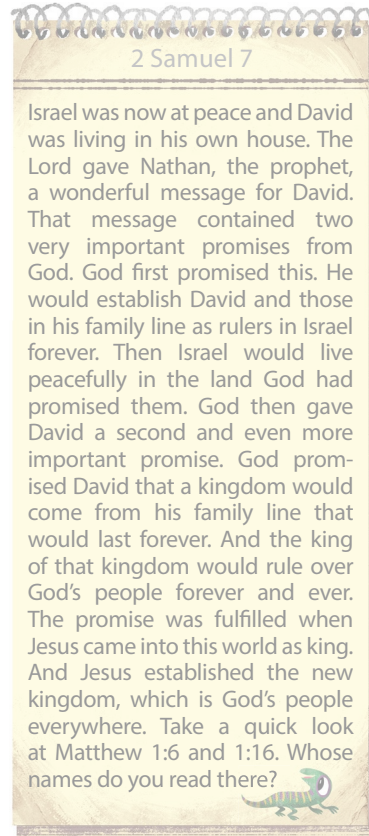 2 Samuel 7
Israel was now at peace and David
was living in his own house. The
Lord gave Nathan, the prophet,
a wonderful message for David.
That message contained two
very important promises from
God. God first promised this. He
would establish David and those
in his family line as rulers in Israel
forever. Then Israel would live
peacefully in the land God had
promised them. God then gave
David a second and even more
important promise. God prom-
ised David that a kingdom would
come from his family line that
would last forever. And the king
of that kingdom would rule over
God’s people forever and ever.
The promise was fulfilled when
Jesus came into this world as king.
And Jesus established the new
kingdom, which is God’s people
everywhere. Take a quick look
at Matthew 1:6 and 1:16. Whose
names do you read there?